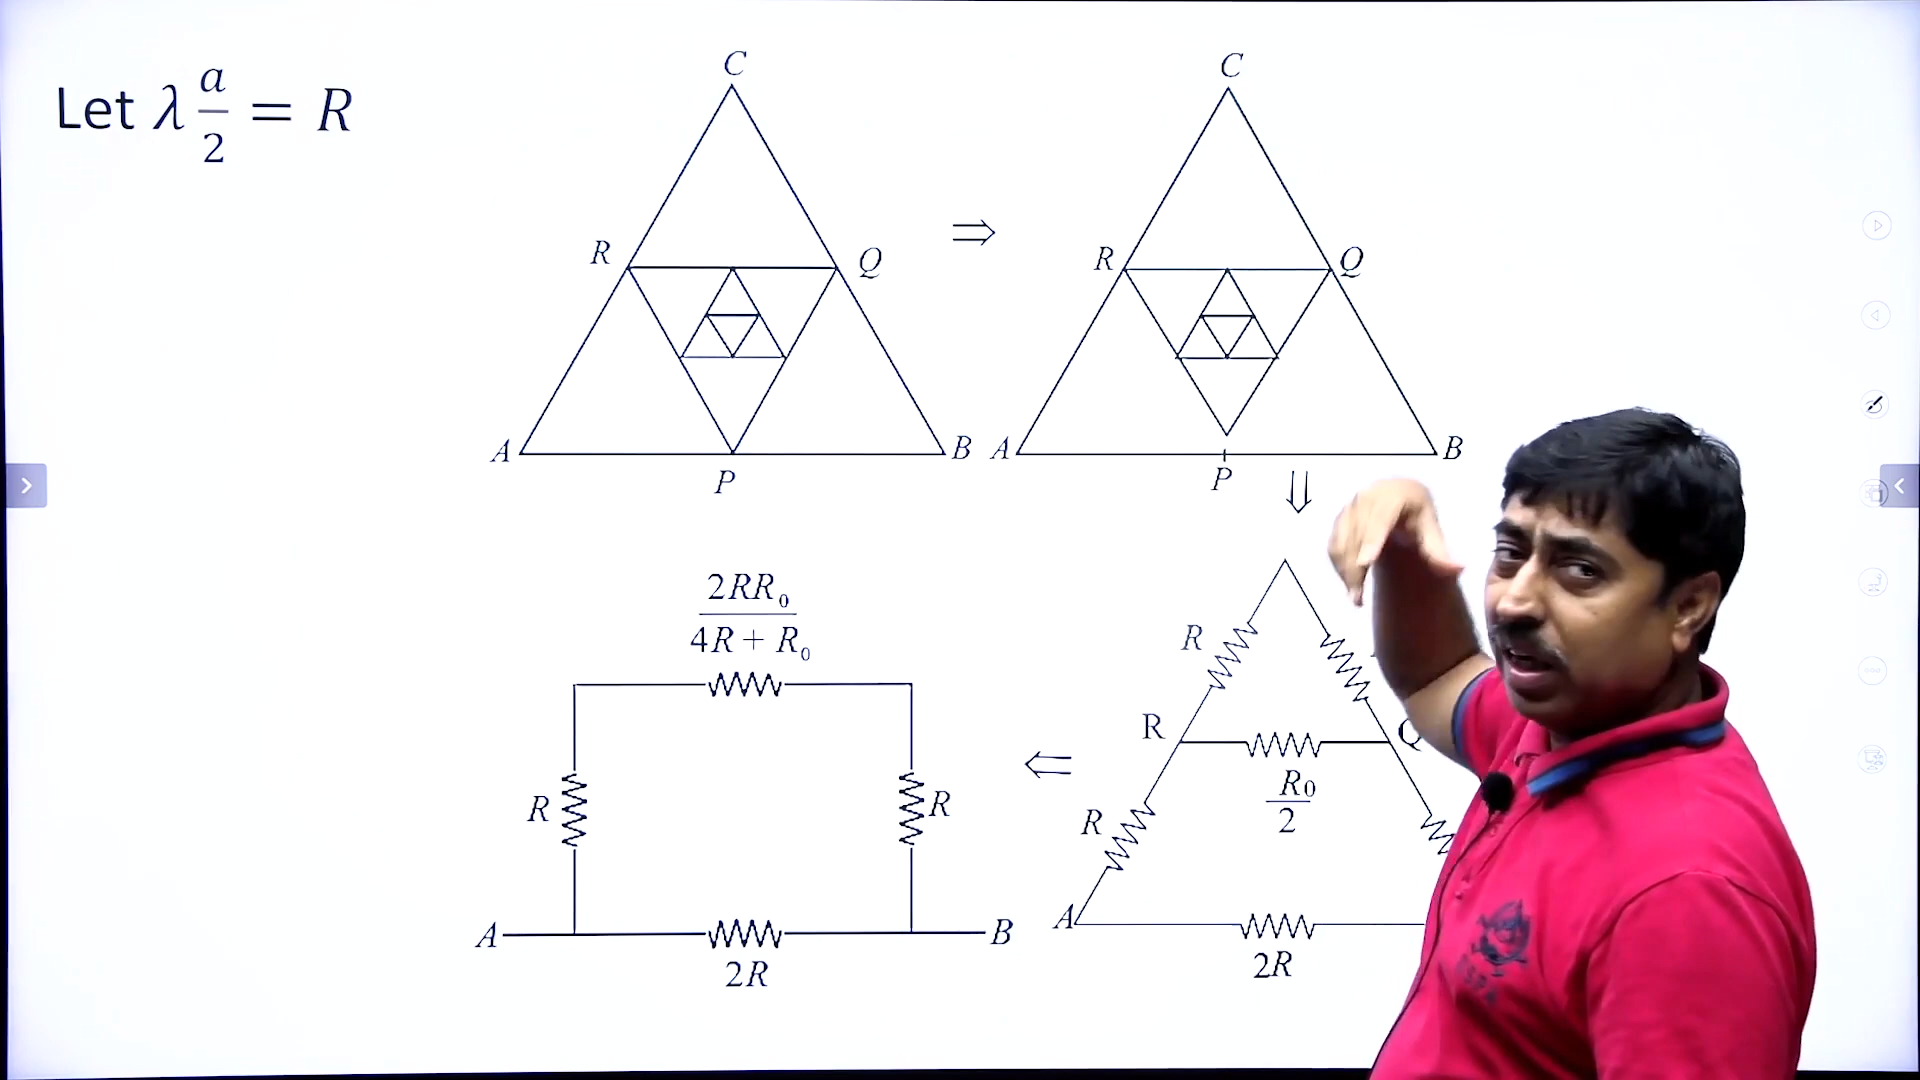 Let λ a/2 = R
C
R
Q
A
P
B
⇒
C
R
Q
A
P
B
⇓
R
R
Q
R0/2
R
A
2R
⇐
2RR0/4R + R0
R
R
A
B
2R